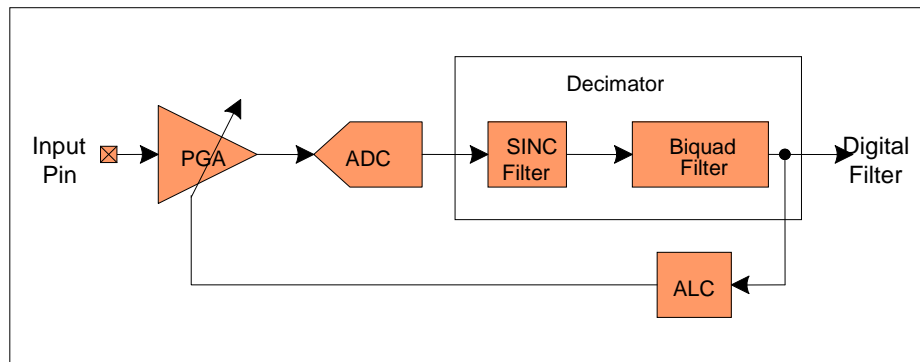 Decimator
Input
Pin
PGA
ADC
SINC
Filter
Biquad
Filter
Digital
Filter
ALC